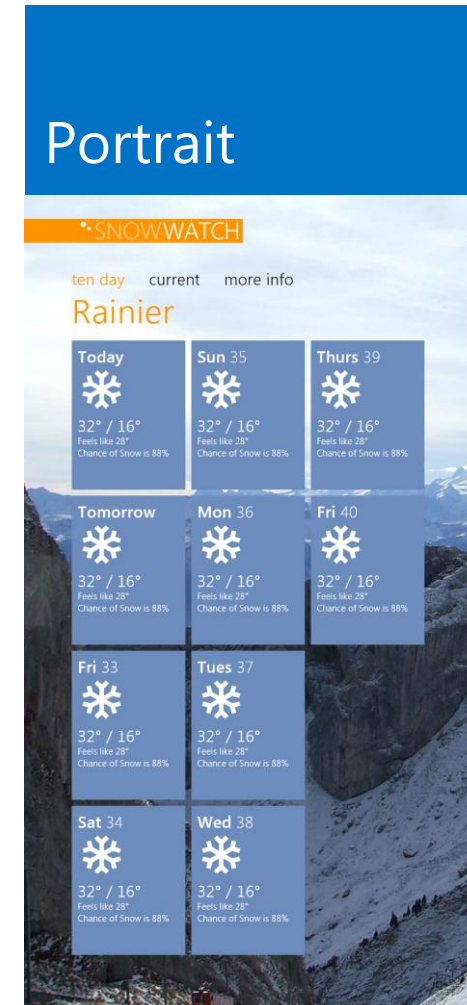 Portrait
SNOWWATCH
ten day current more info
Rainier
Today
32° / 16°
Feels like 28°
Chance of Snow is 88%
Tomorrow
32° / 16°
Feels like 28°
Chance of Snow is 88%
Fri 33
32° / 16°
Feels like 28°
Chance of Snow is 88%
Sat 34
32° / 16°
Feels like 28°
Chance of Snow is 88%
Sun 35
32° / 16°
Feels like 28°
Chance of Snow is 88%
Mon 36
32° / 16°
Feels like 28°
Chance of Snow is 88%
Tues 37
32° / 16°
Feels like 28°
Chance of Snow is 88%
Wed 38
32° / 16°
Feels like 28°
Chance of Snow is 88%
Thurs 39
32° / 16°
Feels like 28°
Chance of Snow is 88%
Fri 40
32° / 16°
Feels like 28°
Chance of Snow is 88%